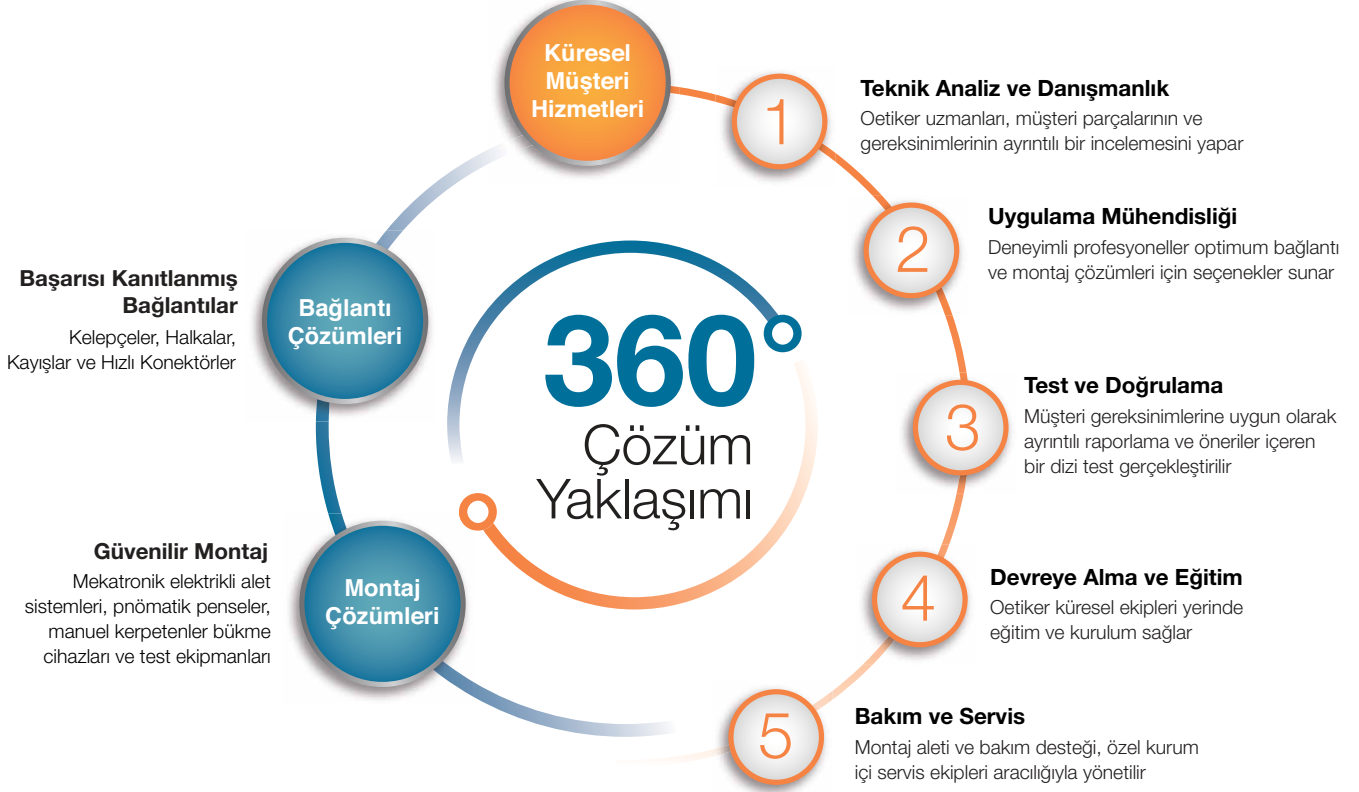 Küresel
Müşteri
Hizmetleri
1
Teknik Analiz ve Danışmanlık
Oetiker uzmanları, müşteri parçalarının ve
gereksinimlerinin ayrıntılı bir incelemesini yapar
2
Uygulama Mühendisliği
Deneyimli profesyoneller optimum bağlantı
ve montaj çözümleri için seçenekler sunar
3
Test ve Doğrulama
Müşteri gereksinimlerine uygun olarak
ayrıntılı raporlama ve öneriler içeren
bir dizi test gerçekleştirilir
4
Devreye Alma ve Eğitim
Oetiker küresel ekipleri yerinde
eğitim ve kurulum sağlar
5
Bakım ve Servis
Montaj aleti ve bakım desteği, özel kurum
içi servis ekipleri aracılığıyla yönetilir
Bağlantı
Çözümleri
Başarısı Kanıtlanmış
Bağlantılar
Kelepçeler, Halkalar,
Kayışlar ve Hızlı Konektörler
Montaj
Çözümleri
Güvenilir Montaj
Mekatronik elektrikli alet
sistemleri, pnömatik penseler,
manuel kerpetenler bükme
cihazları ve test ekipmanları
360°
Çözüm
Yaklaşımı